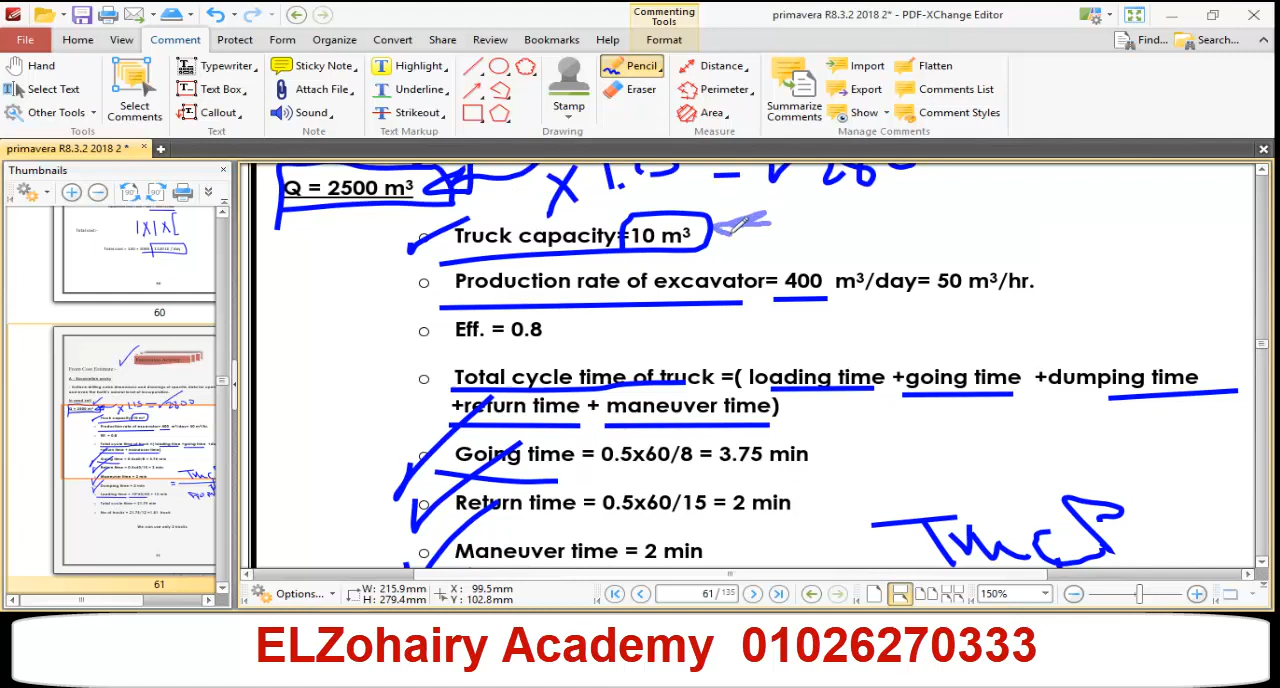 Commenting Tools
primavera R8.3.2 2018 2* - PDF-XChange Editor
File Home View Comment Protect Form Organize Convert Share Review Bookmarks Help Format Find... Search...
Hand
Select Text
Other Tools
Tools
Select Comments
Typewriter
Text Box
Callout
Text
Sticky Note
Attach File
Sound
Note
Highlight
Underline
Strikeout
Text Markup
Drawing
Stamp
Pencil
Eraser
Distance
Perimeter
Area
Measure
Summarize Comments
Import
Export
Show
Flatten
Comments List
Comment Styles
Manage Comments
primavera R8.3.2 2018 2 *
Thumbnails
60
61
Q = 2500 m³
x 1.15 =
Truck capacity=10 m³
Production rate of excavator= 400 m³/day= 50 m³/hr.
Eff. = 0.8
Total cycle time of truck =( loading time +going time +dumping time
+return time + maneuver time)
Going time = 0.5x60/8 = 3.75 min
Return time = 0.5x60/15 = 2 min
Maneuver time = 2 min
Options...
W: 215.9mm
H: 279.4mm
X: 99.5mm
Y: 102.8mm
61 /135
150%
ELZohairy Academy 01026270333